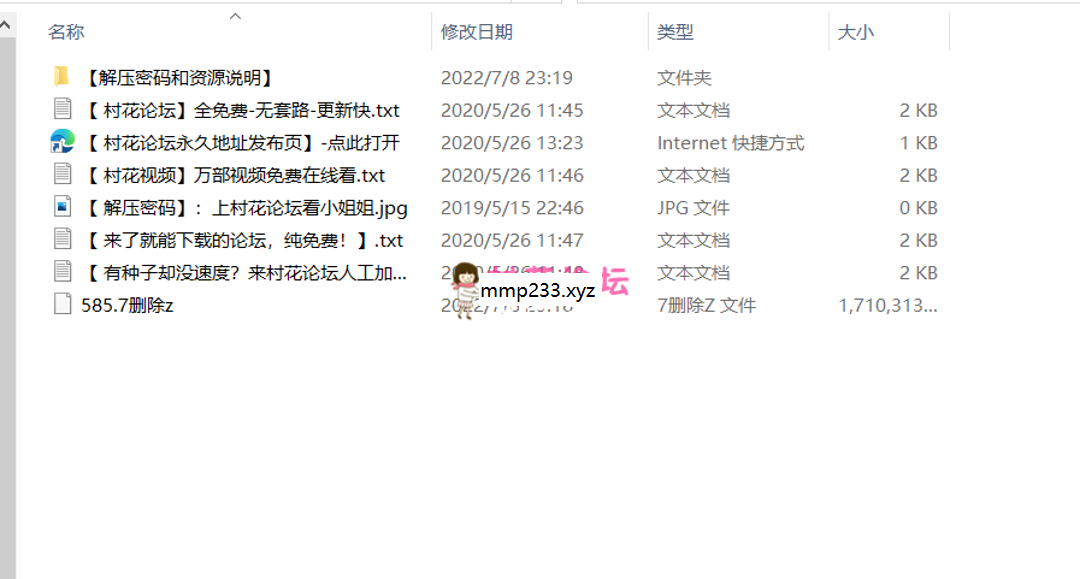 名称 修改日期 类型 大小
【解压密码和资源说明】 2022/7/8 23:19 文件夹
【 村花论坛】全免费-无套路-更新快.txt 2020/5/26 11:45 文本文档 2 KB
【 村花论坛永久地址发布页】-点此打开 2020/5/26 13:23 Internet 快捷方式 1 KB
【 村花视频】万部视频免费在线看.txt 2020/5/26 11:46 文本文档 2 KB
【 解压密码】：上村花论坛看小姐姐.jpg 2019/5/15 22:46 JPG 文件 0 KB
【 来了就能下载的论坛，纯免费！】.txt 2020/5/26 11:47 文本文档 2 KB
【 有种子却没速度？来村花论坛人工加... 文本文档 2 KB
mmp233.xyz 坛
585.7删除z 7删除Z 文件 1,710,313...